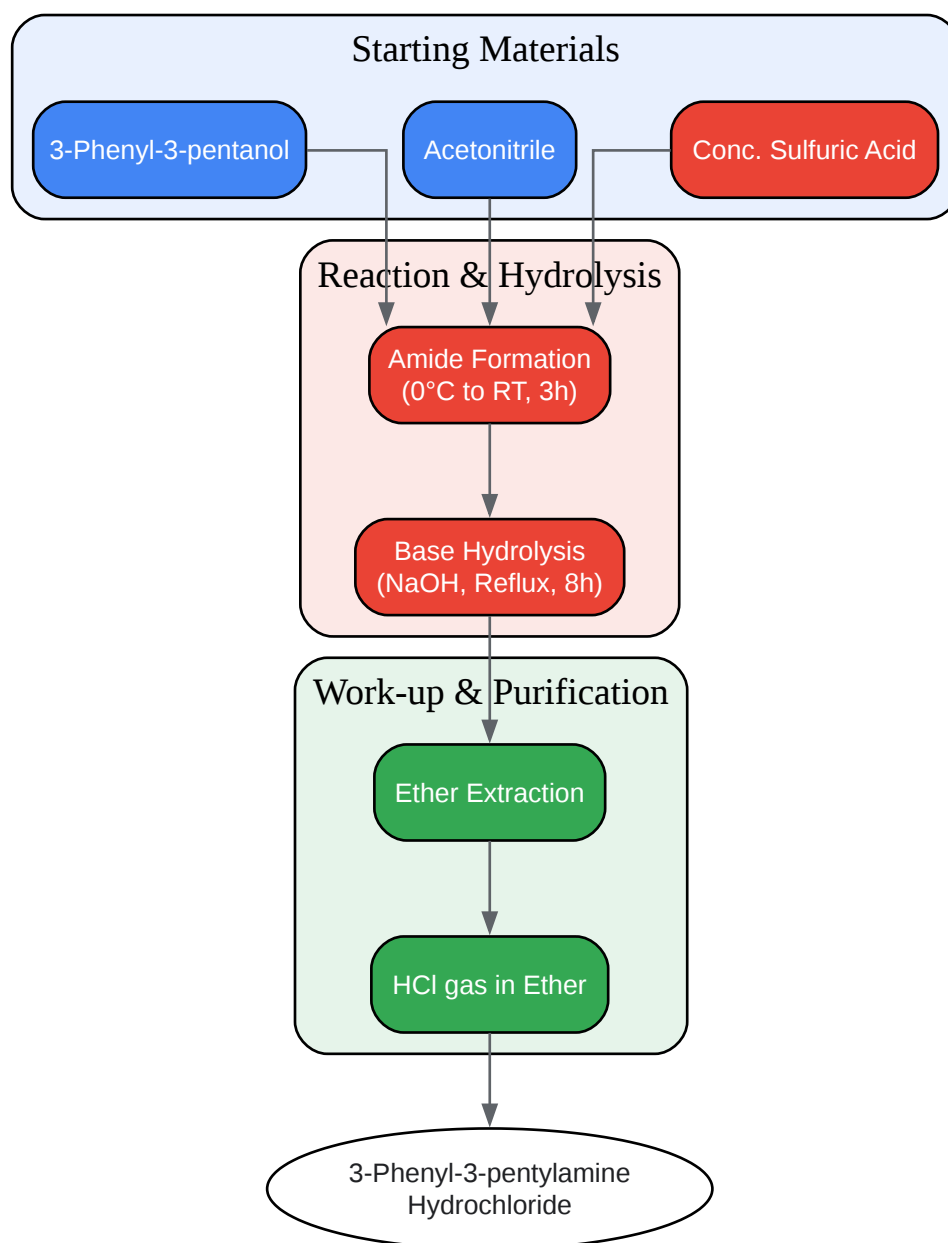 Starting Materials
3-Phenyl-3-pentanol
Acetonitrile
Conc. Sulfuric Acid
Reaction & Hydrolysis
Amide Formation
(0°C to RT, 3h)
Base Hydrolysis
(NaOH, Reflux, 8h)
Work-up & Purification
Ether Extraction
HCl gas in Ether
3-Phenyl-3-pentylamine
Hydrochloride